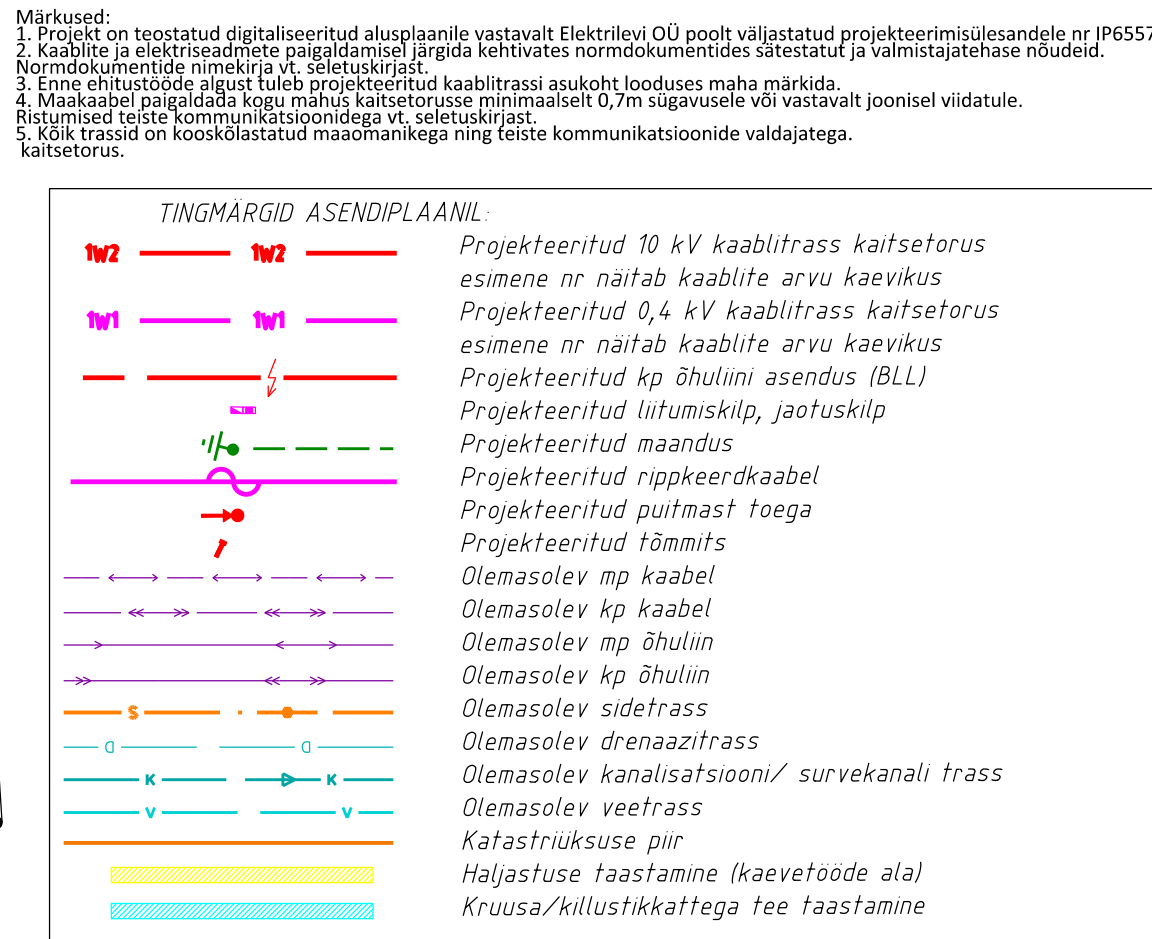 Märkused:
1. Projekt on teostatud digitaliseeritud alusplaanile vastavalt Elektrilevi OÜ poolt väljastatud projekteerimisülesandele nr IP6557
2. Kaablite ja elektriseadmete paigaldamisel järgida kehtivates normdokumentides sätestatut ja valmistajatehase nõudeid.
Normdokumentide nimekirja vt. seletuskirjast.
3. Enne ehitustööde algust tuleb projekteeritud kaablitrassi asukoht looduses maha märkida.
4. Maakaabel paigaldada kogu mahus kaitsetorusse minimaalselt 0,7m sügavusele või vastavalt joonisel viidatule.
Ristumised teiste kommunikatsioonidega vt. seletuskirjast.
5. Kõik trassid on kooskõlastatud maaomanikega ning teiste kommunikatsioonide valdajatega.
kaitsetorus.
TINGMÄRGID ASENDIPLAANIL:
1W2 1W2 Projekteeritud 10 kV kaablitrass kaitsetorus
esimene nr näitab kaablite arvu kaevikus
1W1 1W1 Projekteeritud 0,4 kV kaablitrass kaitsetorus
esimene nr näitab kaablite arvu kaevikus
Projekteeritud kp õhuliini asendus (BLL)
Projekteeritud liitumiskilp, jaotuskilp
Projekteeritud maandus
Projekteeritud rippkeerdkaabel
Projekteeritud puitmast toega
Projekteeritud tõmmits
Olemasolev mp kaabel
Olemasolev kp kaabel
Olemasolev mp õhuliin
Olemasolev kp õhuliin
S Olemasolev sidetrass
D D Olemasolev drenaazitrass
K K Olemasolev kanalisatsiooni/ survekanali trass
V V Olemasolev veetrass
Katastriüksuse piir
Haljastuse taastamine (kaevetööde ala)
Kruusa/killustikkattega tee taastamine